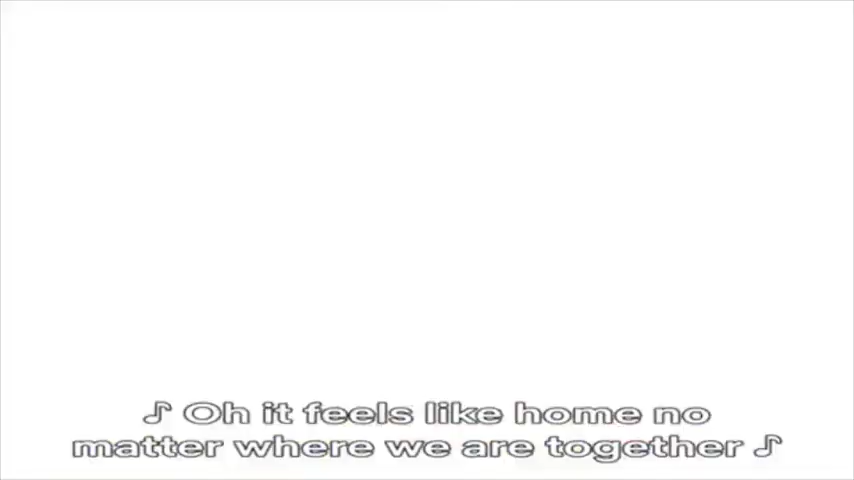 ♪ Oh it feels like home no
matter where we are together ♪